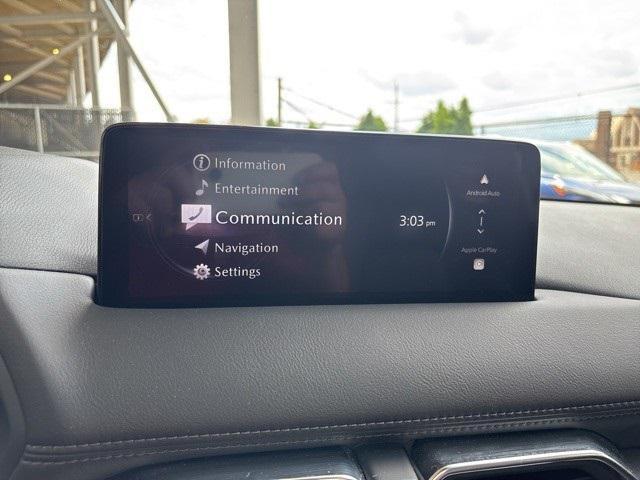 Information
Entertainment
Communication
Navigation
Settings
3:03 pm
Android Auto
Apple CarPlay